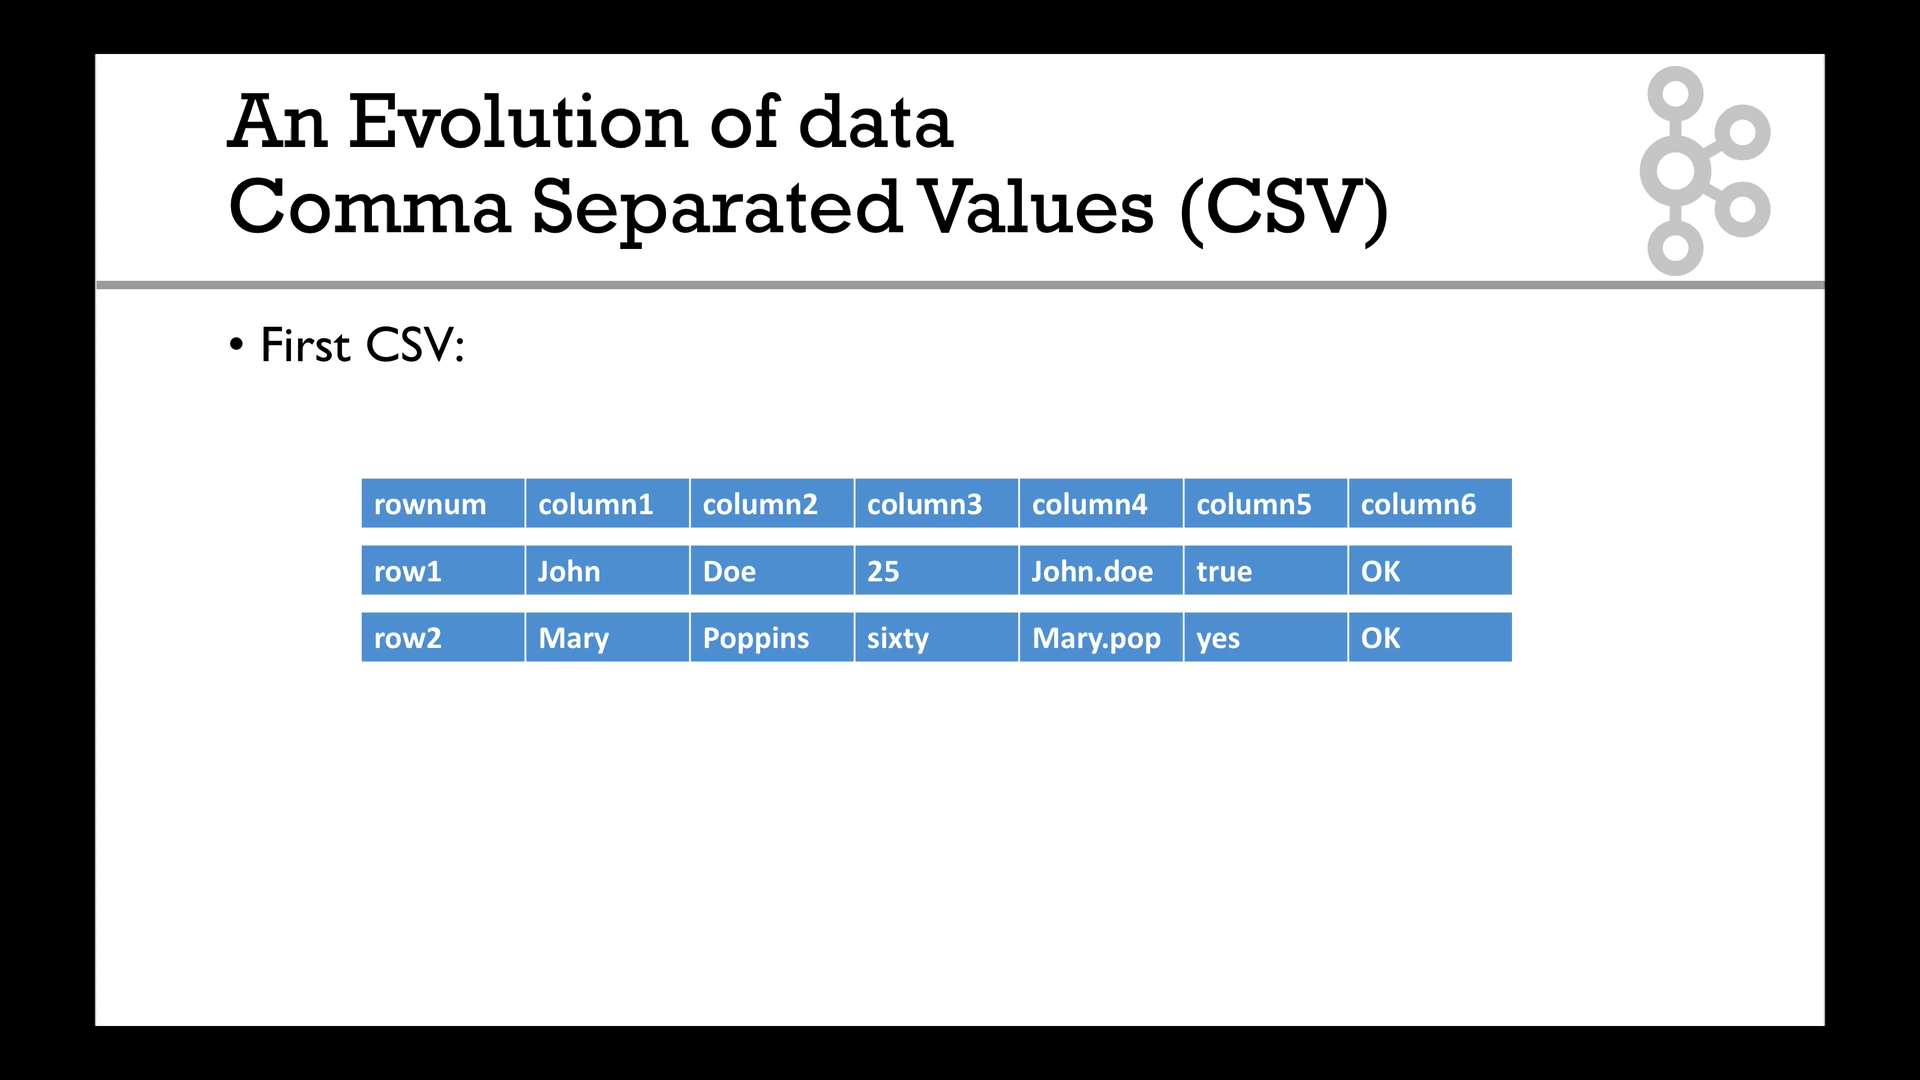 An Evolution of data
Comma Separated Values (CSV)
• First CSV:
rownum column1 column2 column3 column4 column5 column6
row1 John Doe 25 John.doe true OK
row2 Mary Poppins sixty Mary.pop yes OK